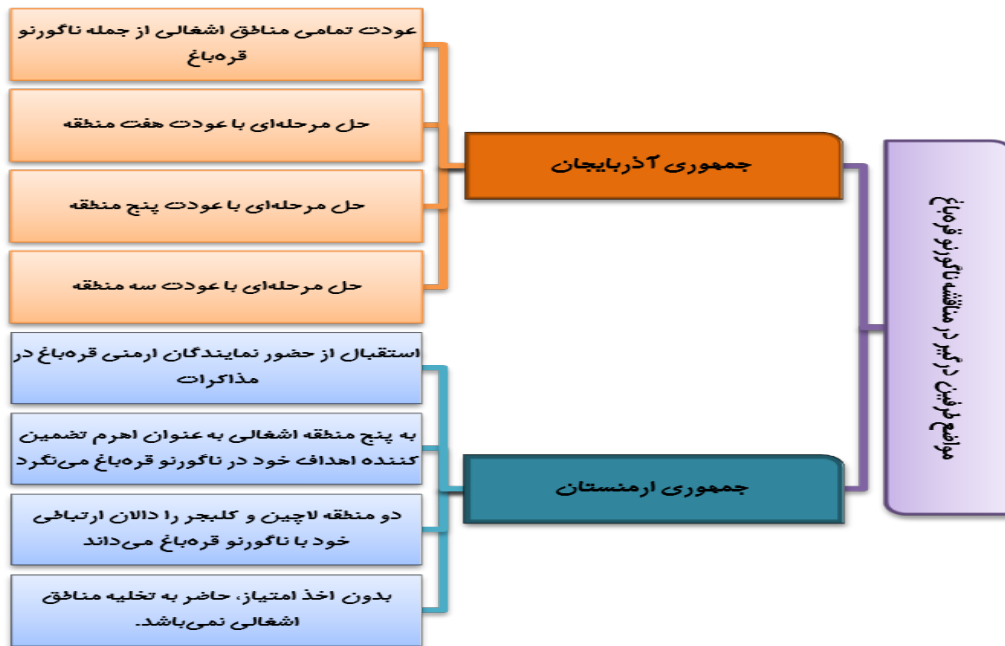 مواضع طرفین درگیر در مناقشه ناگورنو قره‌باغ
جمهوری آذربایجان
عودت تمامی مناطق اشغالی از جمله ناگورنو
قره‌باغ
حل مرحله‌ای با عودت هفت منطقه
حل مرحله‌ای با عودت پنج منطقه
حل مرحله‌ای با عودت سه منطقه
جمهوری ارمنستان
استقبال از حضور نمایندگان ارمنی قره‌باغ در
مذاکرات
به پنج منطقه اشغالی به عنوان اهرم تضمین
کننده اهداف خود در ناگورنو قره‌باغ می‌نگرد
دو منطقه لاچین و کلبجر را دالان ارتباطی
خود با ناگورنو قره‌باغ می‌داند
بدون اخذ امتیاز، حاضر به تخلیه مناطق
اشغالی نمی‌باشد.